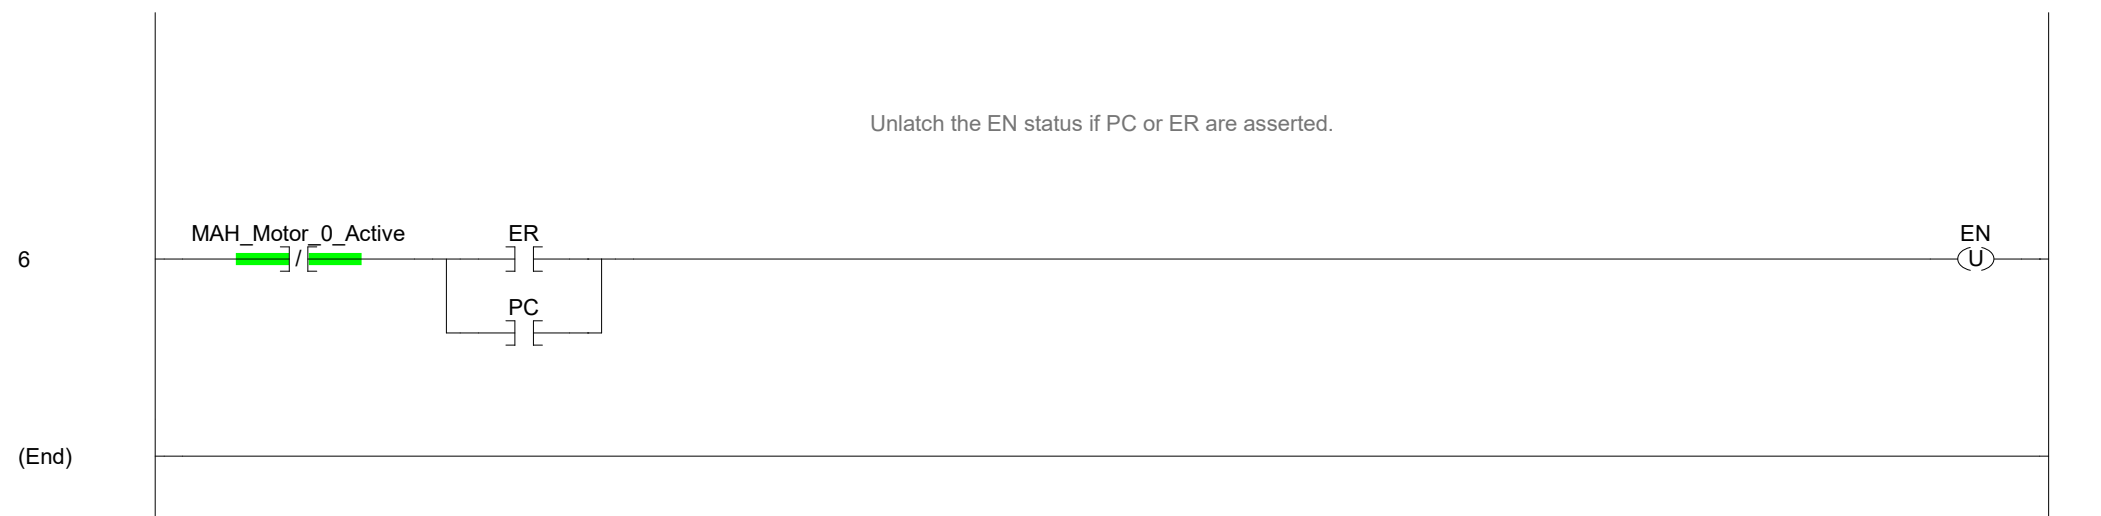 Unlatch the EN status if PC or ER are asserted.
MAH_Motor_0_Active ER EN
6 / U
PC
(End)